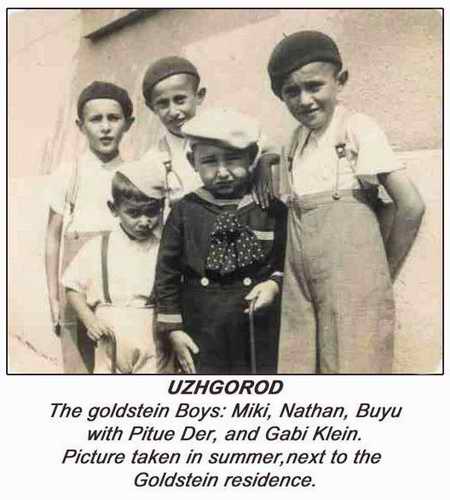 UZHGOROD
The goldstein Boys: Miki, Nathan, Buyu
with Pitue Der, and Gabi Klein.
Picture taken in summer,next to the
Goldstein residence.